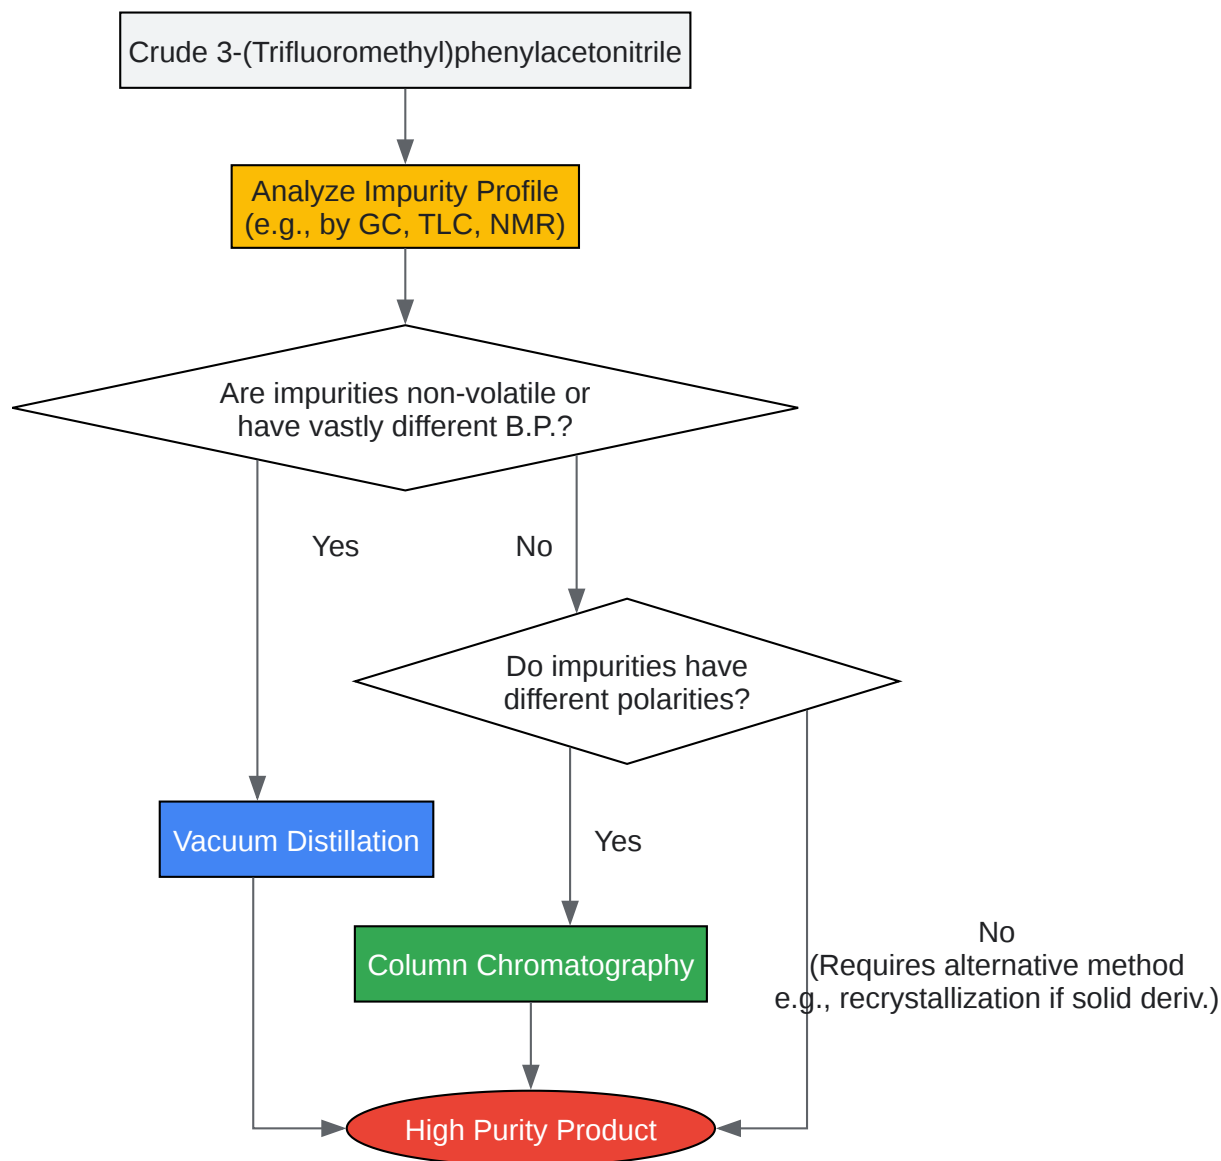 Crude 3-(Trifluoromethyl)phenylacetonitrile
Analyze Impurity Profile
(e.g., by GC, TLC, NMR)
Are impurities non-volatile or
have vastly different B.P.?
Yes
No
Do impurities have
different polarities?
Vacuum Distillation
Yes
Column Chromatography
No
(Requires alternative method
e.g., recrystallization if solid deriv.)
High Purity Product